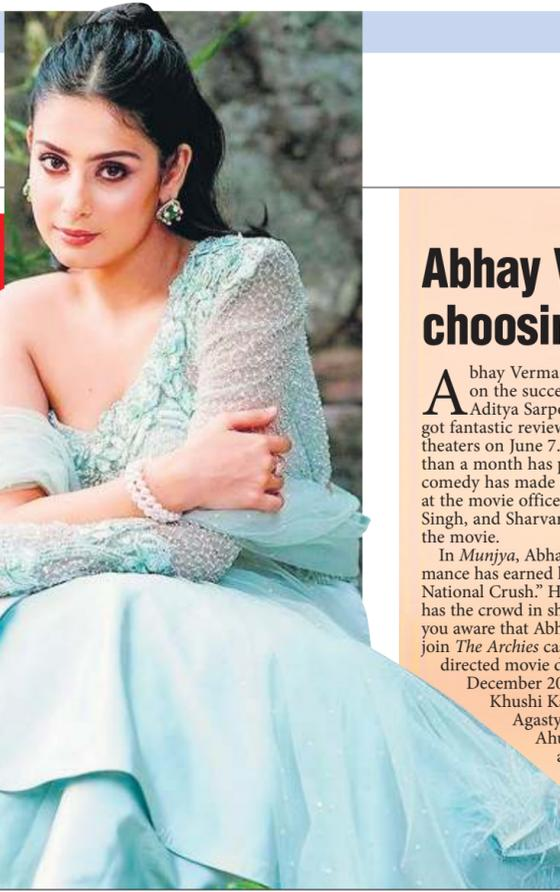 Abhay V
choosin
Abhay Verma
on the succe
Aditya Sarpo
got fantastic review
theaters on June 7.
than a month has p
comedy has made
at the movie office
Singh, and Sharvar
the movie.
In Munjya, Abha
mance has earned h
National Crush.” H
has the crowd in sh
you aware that Abh
join The Archies cas
directed movie d
December 20
Khushi Ka
Agasty
Ahu
a